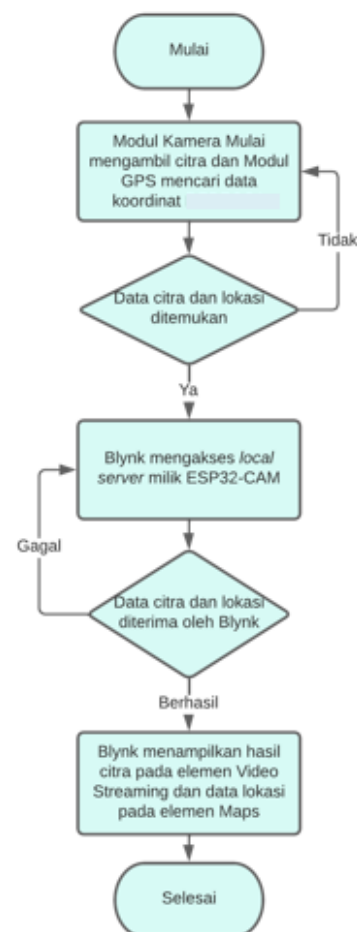 Mulai
Modul Kamera Mulai
mengambil citra dan Modul
GPS mencari data
koordinat
Tidak
Data citra dan lokasi
ditemukan
Ya
Blynk mengakses local
server milik ESP32-CAM
Gagal
Data citra dan lokasi
diterima oleh Blynk
Berhasil
Blynk menampilkan hasil
citra pada elemen Video
Streaming dan data lokasi
pada elemen Maps
Selesai